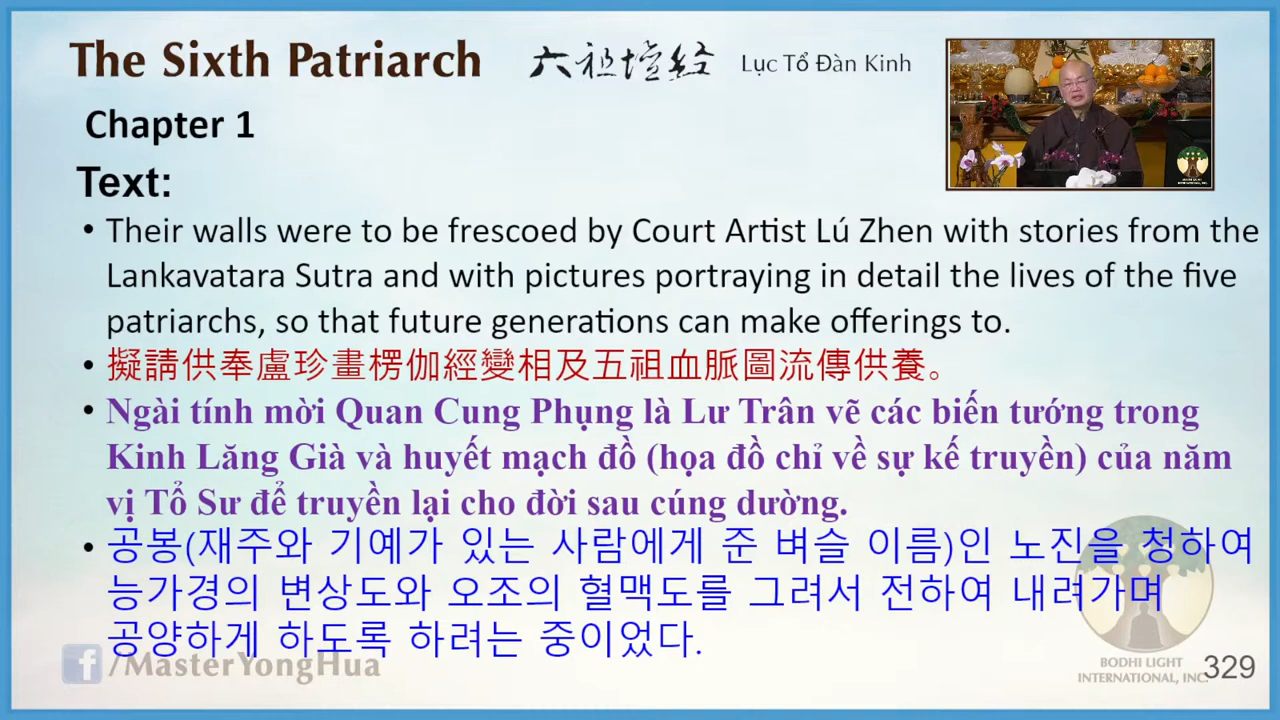 The Sixth Patriarch 六祖壇经 Lục Tổ Đàn Kinh
Chapter 1
Text:
• Their walls were to be frescoed by Court Artist Lú Zhen with stories from the
Lankavatara Sutra and with pictures portraying in detail the lives of the five
patriarchs, so that future generations can make offerings to.
• 擬請供奉盧珍畫楞伽經變相及五祖血脈圖流傳供養。
• Ngài tính mời Quan Cung Phụng là Lư Trân vẽ các biến tướng trong
Kinh Lăng Già và huyết mạch đồ (họa đồ chỉ về sự kế truyền) của năm
vị Tổ Sư để truyền lại cho đời sau cúng dường.
• 공봉(재주와 기예가 있는 사람에게 준 벼슬 이름)인 노진을 청하여
능가경의 변상도와 오조의 혈맥도를 그려서 전하여 내려가며
공양하게 하도록 하려는 중이었다.
f/MasterYongHua
BODHI LIGHT
INTERNATIONAL, INC.
329